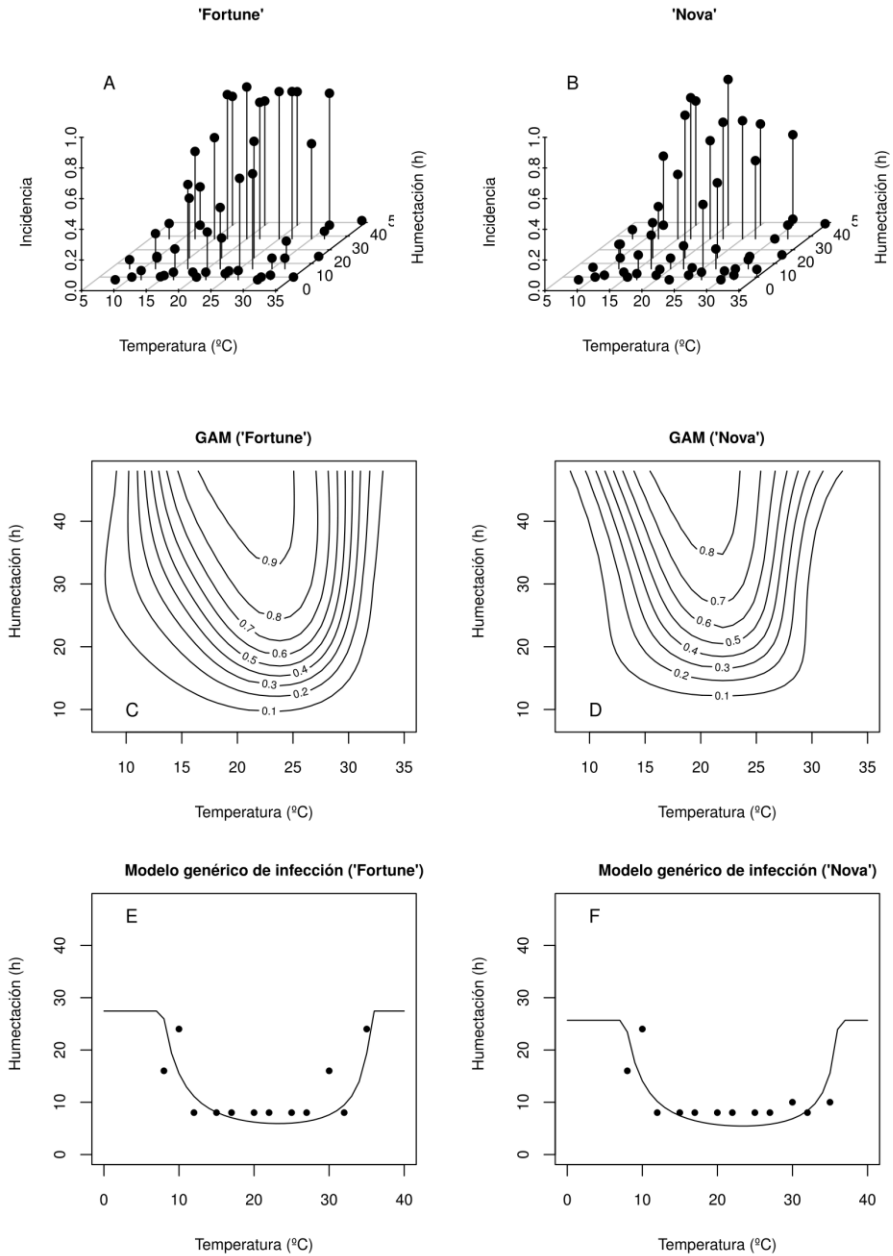 'Fortune'
A
Incidencia
0.0 0.2 0.4 0.6 0.8 1.0
5 10 15 20 25 30 35
0 10 20 30 40 5
Temperatura (ºC)
Humectación (h)
'Nova'
B
Incidencia
0.0 0.2 0.4 0.6 0.8 1.0
5 10 15 20 25 30 35
0 10 20 30 40 5
Temperatura (ºC)
Humectación (h)
GAM ('Fortune')
Humectación (h)
10 20 30 40
0.9
0.8
0.7
0.6
0.5
0.4
0.3
0.2
0.1
C
10 15 20 25 30 35
Temperatura (ºC)
GAM ('Nova')
Humectación (h)
10 20 30 40
0.8
0.7
0.6
0.5
0.4
0.3
0.2
0.1
D
10 15 20 25 30 35
Temperatura (ºC)
Modelo genérico de infección ('Fortune')
E
Humectación (h)
0 10 20 30 40
0 10 20 30 40
Temperatura (ºC)
Modelo genérico de infección ('Nova')
F
Humectación (h)
0 10 20 30 40
0 10 20 30 40
Temperatura (ºC)